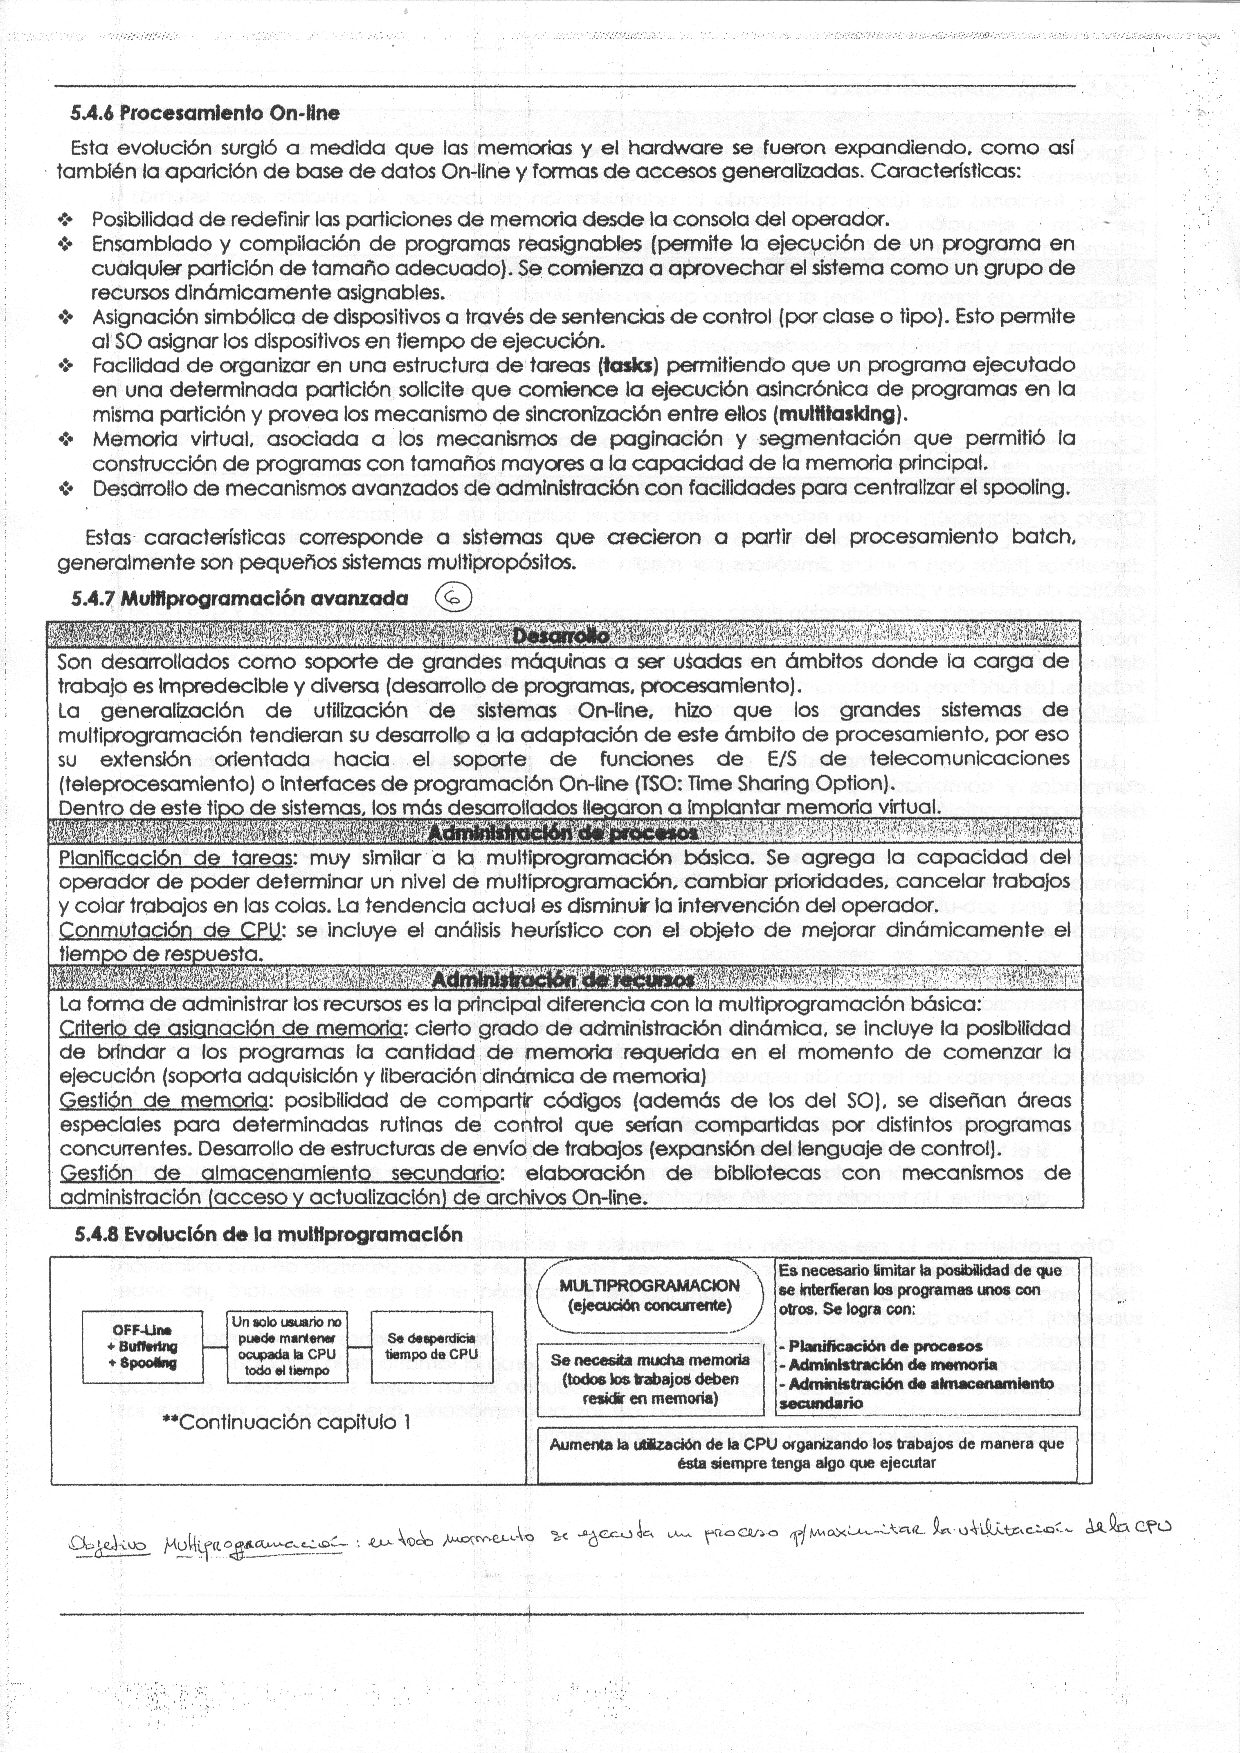 5.4.6 Procesamiento On-line
Esta evolución surgió a medida que las memorias y el hardware se fueron expandiendo, como así
también la aparición de base de datos On-line y formas de accesos generalizadas. Características:
❖ Posibilidad de redefinir las particiones de memoria desde la consola del operador.
❖ Ensamblado y compilación de programas reasignables (permite la ejecución de un programa en
cualquier partición de tamaño adecuado). Se comienza a aprovechar el sistema como un grupo de
recursos dinámicamente asignables.
❖ Asignación simbólica de dispositivos a través de sentencias de control (por clase o tipo). Esto permite
al SO asignar los dispositivos en tiempo de ejecución.
❖ Facilidad de organizar en una estructura de tareas (tasks) permitiendo que un programa ejecutado
en una determinada partición solicite que comience la ejecución asincrónica de programas en la
misma partición y provea los mecanismo de sincronización entre ellos (multitasking).
❖ Memoria virtual, asociada a los mecanismos de paginación y segmentación que permitió la
construcción de programas con tamaños mayores a la capacidad de la memoria principal.
❖ Desarrollo de mecanismos avanzados de administración con facilidades para centralizar el spooling.
Estas características corresponde a sistemas que crecieron a partir del procesamiento batch,
generalmente son pequeños sistemas multipropósitos.
5.4.7 Multiprogramación avanzada 6
Desarrollo
Son desarrollados como soporte de grandes máquinas a ser usadas en ámbitos donde la carga de
trabajo es impredecible y diversa (desarrollo de programas, procesamiento).
La generalización de utilización de sistemas On-line, hizo que los grandes sistemas de
multiprogramación tendieran su desarrollo a la adaptación de este ámbito de procesamiento, por eso
su extensión orientada hacia el soporte de funciones de E/S de telecomunicaciones
(teleprocesamiento) o interfaces de programación On-line (TSO: Time Sharing Option).
Dentro de este tipo de sistemas, los más desarrollados llegaron a implantar memoria virtual.
Administración de procesos
Planificación de tareas: muy similar a la multiprogramación básica. Se agrega la capacidad del
operador de poder determinar un nivel de multiprogramación, cambiar prioridades, cancelar trabajos
y colar trabajos en las colas. La tendencia actual es disminuir la intervención del operador.
Conmutación de CPU: se incluye el análisis heurístico con el objeto de mejorar dinámicamente el
tiempo de respuesta.
Administración de recursos
La forma de administrar los recursos es la principal diferencia con la multiprogramación básica:
Criterio de asignación de memoria: cierto grado de administración dinámica, se incluye la posibilidad
de brindar a los programas la cantidad de memoria requerida en el momento de comenzar la
ejecución (soporta adquisición y liberación dinámica de memoria)
Gestión de memoria: posibilidad de compartir códigos (además de los del SO), se diseñan áreas
especiales para determinadas rutinas de control que serían compartidas por distintos programas
concurrentes. Desarrollo de estructuras de envío de trabajos (expansión del lenguaje de control).
Gestión de almacenamiento secundario: elaboración de bibliotecas con mecanismos de
administración (acceso y actualización) de archivos On-line.
5.4.8 Evolución de la multiprogramación
OFF-Line
+ Buffering
+ Spooling
Un solo usuario no
puede mantener
ocupada la CPU
todo el tiempo
Se desperdicia
tiempo de CPU
**Continuación capitulo 1
MULTIPROGRAMACION
(ejecución concurrente)
Se necesita mucha memoria
(todos los trabajos deben
residir en memoria)
Es necesario limitar la posibilidad de que
se interfieran los programas unos con
otros. Se logra con:
- Planificación de procesos
- Administración de memoria
- Administración de almacenamiento
secundario
Aumenta la utilización de la CPU organizando los trabajos de manera que
ésta siempre tenga algo que ejecutar
Objetivo Multiprogramación : en todo momento se ejecuta un proceso p/maximitar la utilitación de la CPU